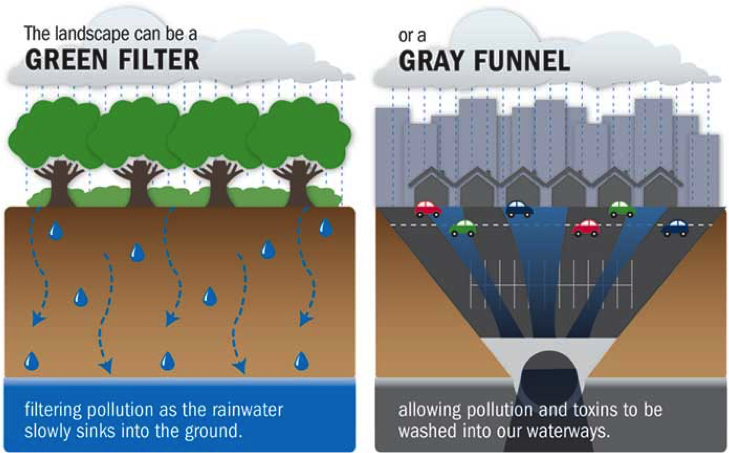 The landscape can be a
GREEN FILTER
filtering pollution as the rainwater
slowly sinks into the ground.
or a
GRAY FUNNEL
allowing pollution and toxins to be
washed into our waterways.